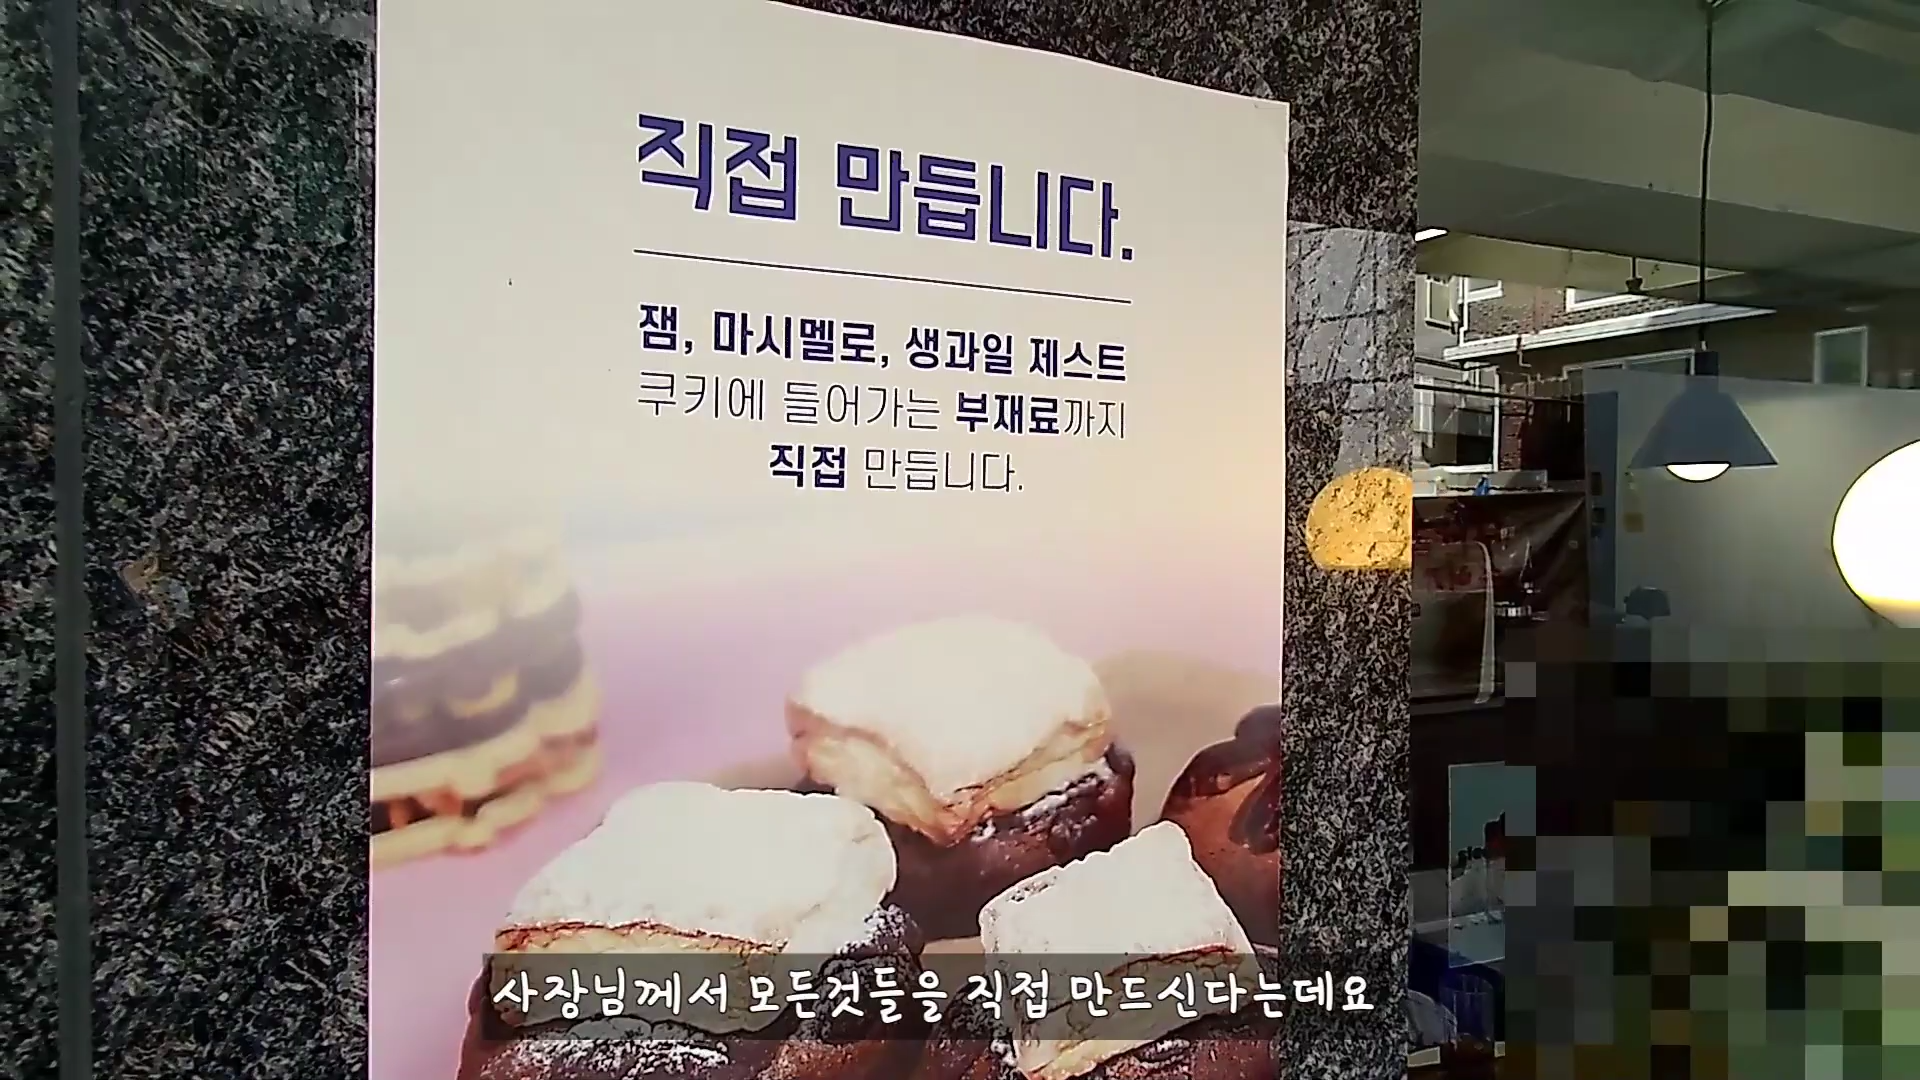 직접 만듭니다.
잼, 마시멜로, 생과일 제스트
쿠키에 들어가는 부재료까지
직접 만듭니다.
사장님께서 모든것들을 직접 만드신다는데요